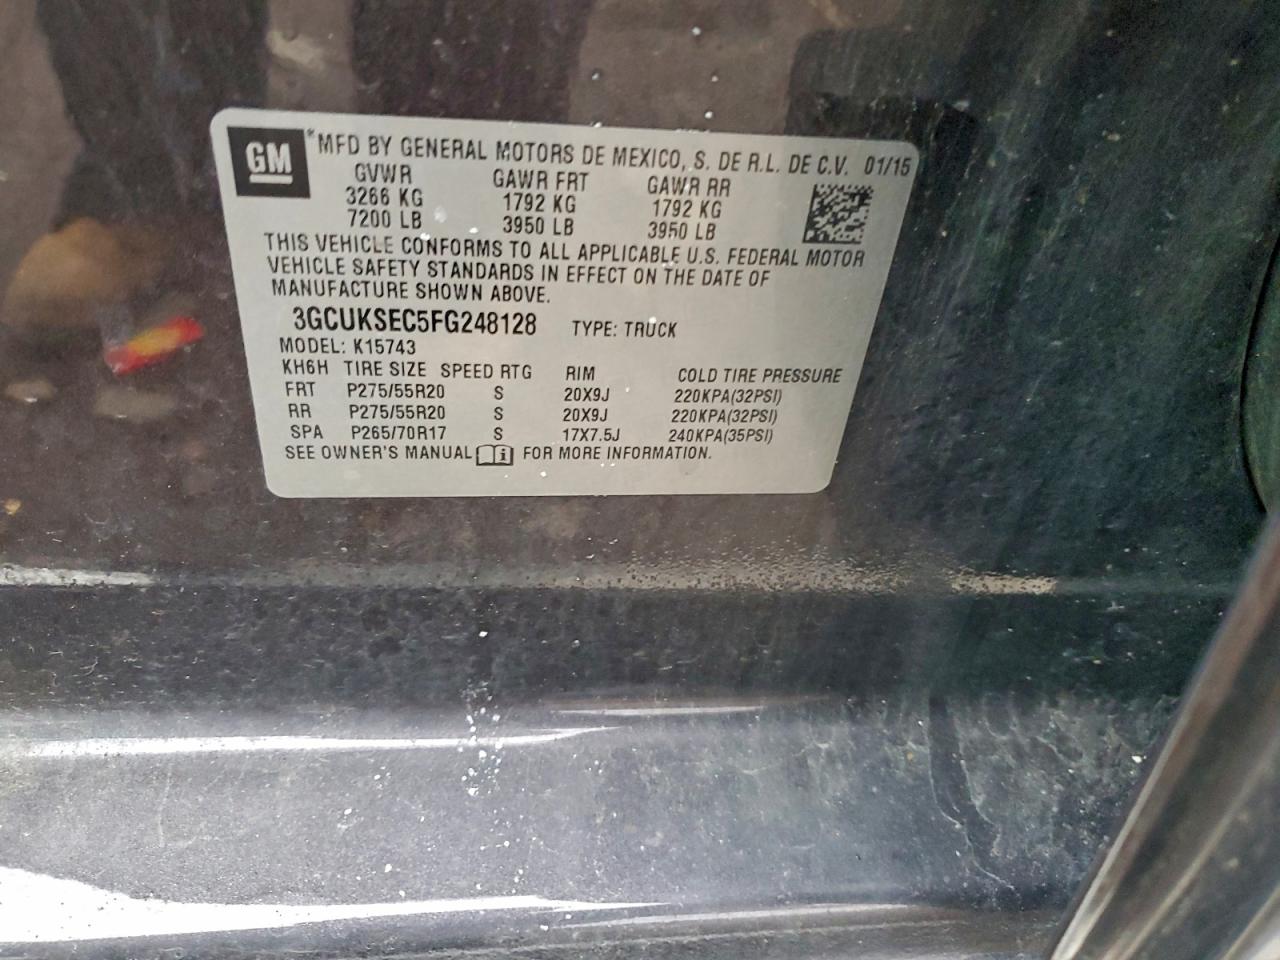 GM
*MFD BY GENERAL MOTORS DE MEXICO, S. DE R.L. DE C.V. 01/15
GVWR GAWR FRT GAWR RR
3266 KG 1792 KG 1792 KG
7200 LB 3950 LB 3950 LB
THIS VEHICLE CONFORMS TO ALL APPLICABLE U.S. FEDERAL MOTOR
VEHICLE SAFETY STANDARDS IN EFFECT ON THE DATE OF
MANUFACTURE SHOWN ABOVE.
3GCUKSEC5FG248128 TYPE: TRUCK
MODEL: K15743
KH6H TIRE SIZE SPEED RTG RIM COLD TIRE PRESSURE
FRT P275/55R20 S 20X9J 220KPA(32PSI)
RR P275/55R20 S 20X9J 220KPA(32PSI)
SPA P265/70R17 S 17X7.5J 240KPA(35PSI)
SEE OWNER'S MANUAL FOR MORE INFORMATION.